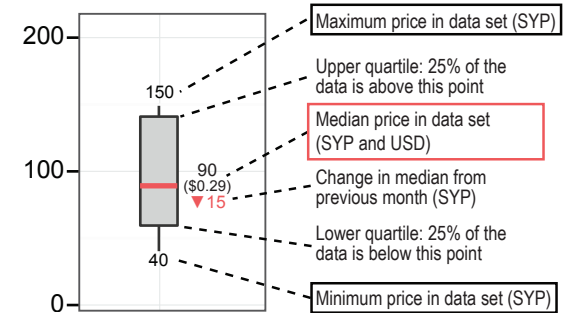 200
100
0
150
90
($0.29)
▼15
40
Maximum price in data set (SYP)
Upper quartile: 25% of the
data is above this point
Median price in data set
(SYP and USD)
Change in median from
previous month (SYP)
Lower quartile: 25% of the
data is below this point
Minimum price in data set (SYP)